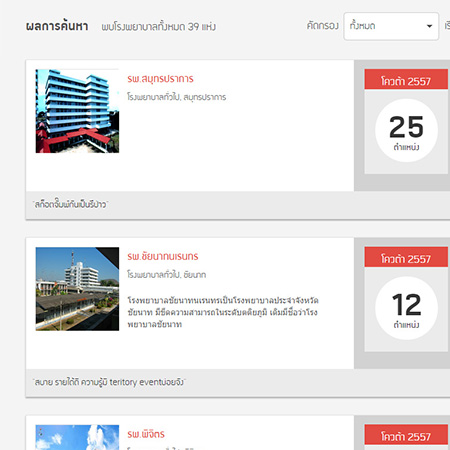 ผลการค้นหา พบโรงพยาบาลทั้งหมด 39 แห่ง คัดกรอง ทั้งหมด
รพ.สมุทรปราการ
โรงพยาบาลทั่วไป, สมุทรปราการ
โควต้า 2557
25
ตำแหน่ง
"สก๊อตจั๊มพ์กันเป็นรึป่าว"
รพ.ชัยนาทนเรนทร
โรงพยาบาลทั่วไป, ชัยนาท
โรงพยาบาลชัยนาทนเรนทรเป็นโรงพยาบาลประจำจังหวัด
ชัยนาท มีขีดความสามารถในระดับตติยภูมิ เดิมมีชื่อว่าโรง
พยาบาลชัยนาท
โควต้า 2557
12
ตำแหน่ง
"สบาย รายได้ดี ความรู้มี teritory eventบ่อยจัง"
รพ.พิจิตร
โควต้า 2557